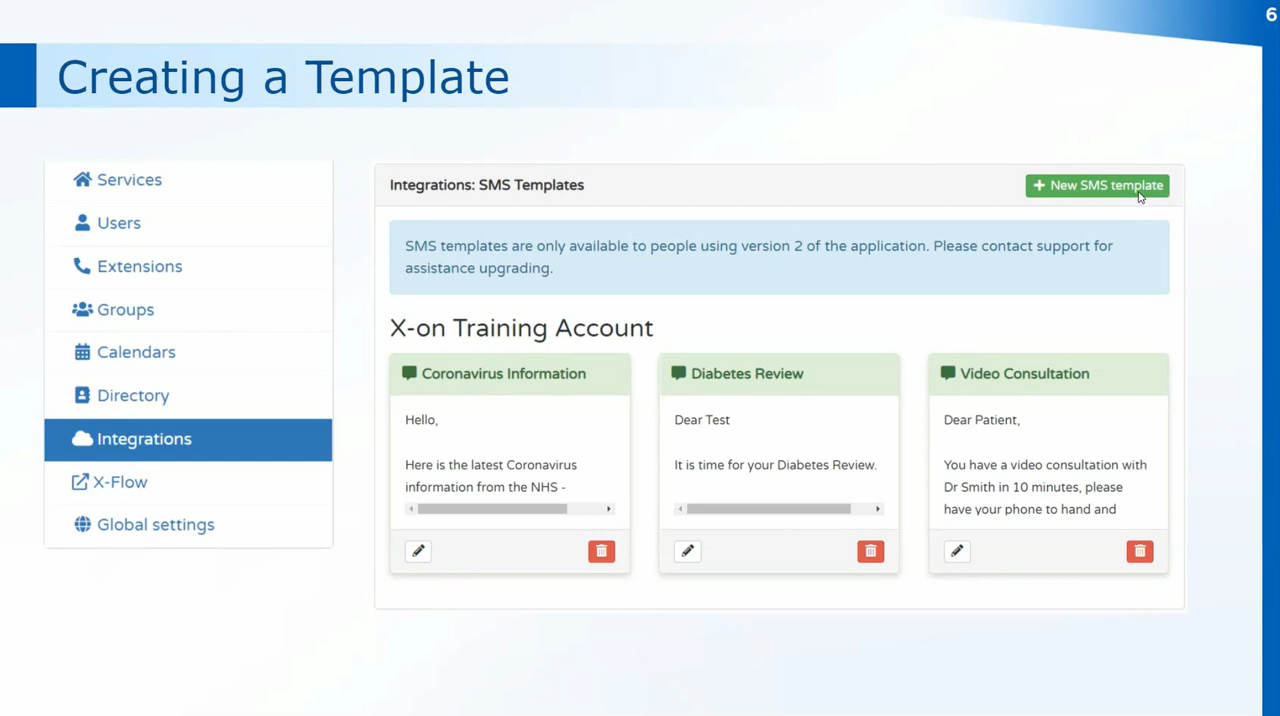 6
Creating a Template
Services
Users
Extensions
Groups
Calendars
Directory
Integrations
X-Flow
Global settings
Integrations: SMS Templates
New SMS template
SMS templates are only available to people using version 2 of the application. Please contact support for
assistance upgrading.
X-on Training Account
Coronavirus Information
Hello,
Here is the latest Coronavirus
information from the NHS -
Diabetes Review
Dear Test
It is time for your Diabetes Review.
Video Consultation
Dear Patient,
You have a video consultation with
Dr Smith in 10 minutes, please
have your phone to hand and